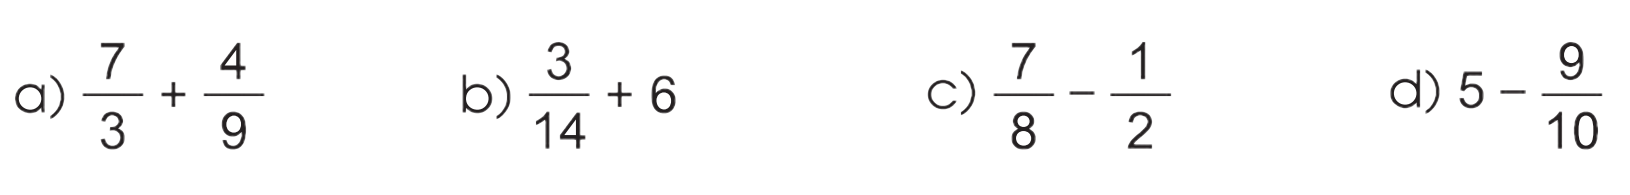 a) 7/3 + 4/9 b) 3/14 + 6 c) 7/8 − 1/2 d) 5 − 9/10